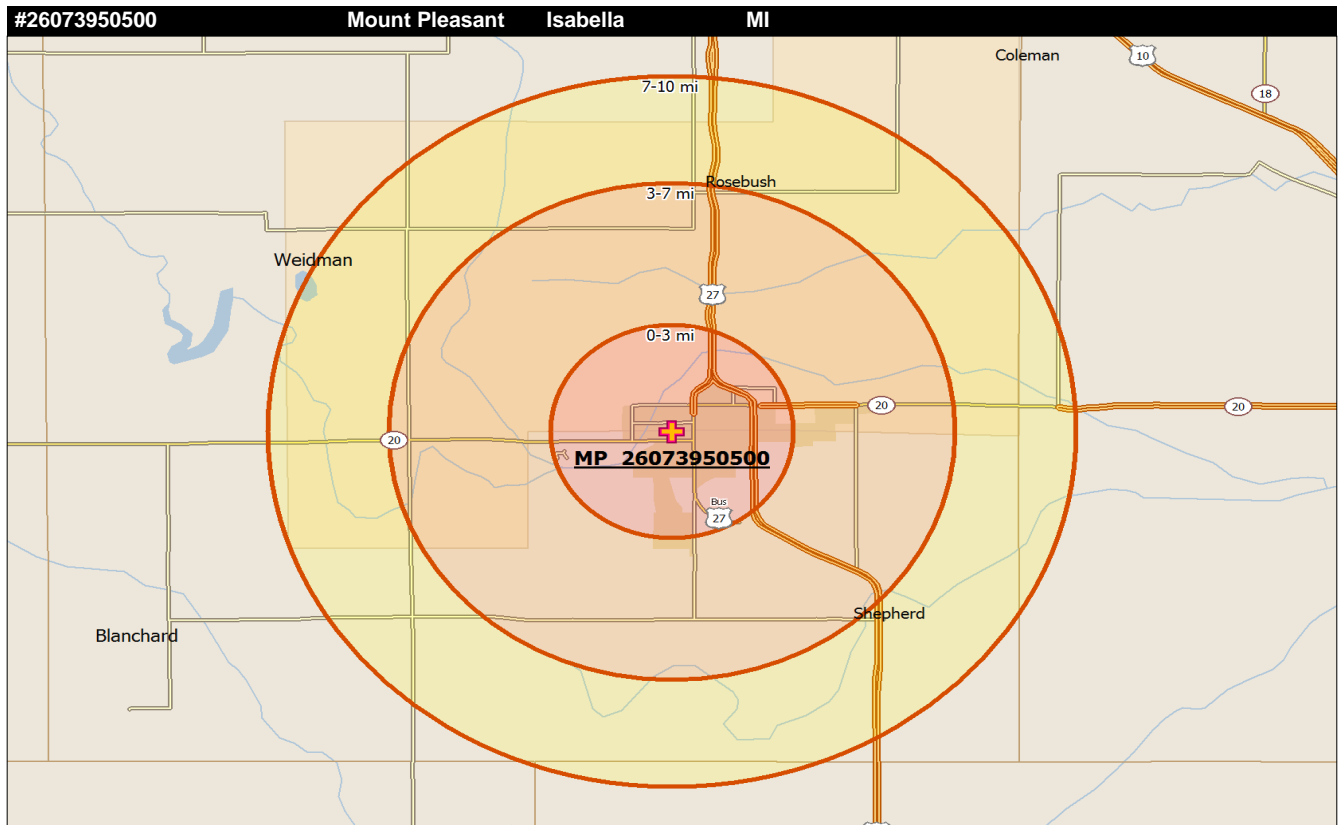 #26073950500 Mount Pleasant Isabella MI
Coleman
10
7-10 mi
18
Rosebush
3-7 mi
Weidman
27
0-3 mi
20
20
20
MP 26073950500
Bus
27
Shepherd
Blanchard